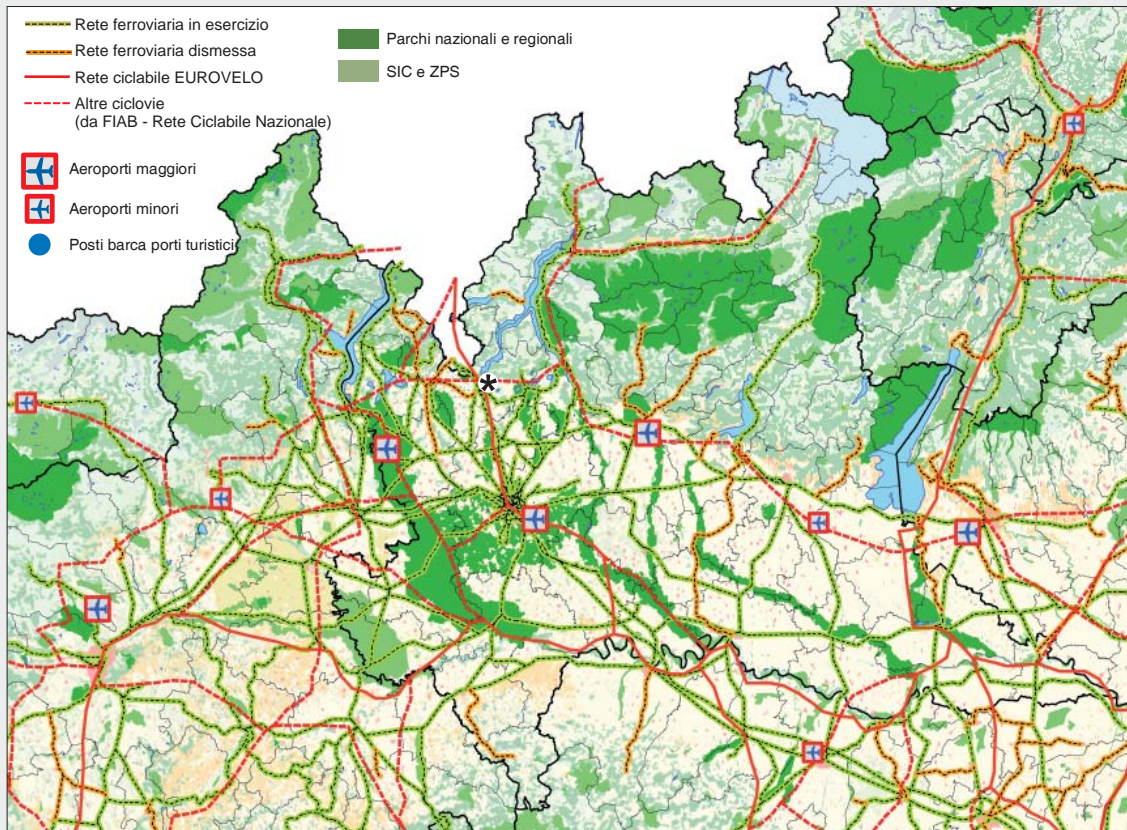 Rete ferroviaria in esercizio
Rete ferroviaria dismessa
Rete ciclabile EUROVELO
Altre ciclovie
(da FIAB - Rete Ciclabile Nazionale)
Aeroporti maggiori
Aeroporti minori
Posti barca porti turistici
Parchi nazionali e regionali
SIC e ZPS
*